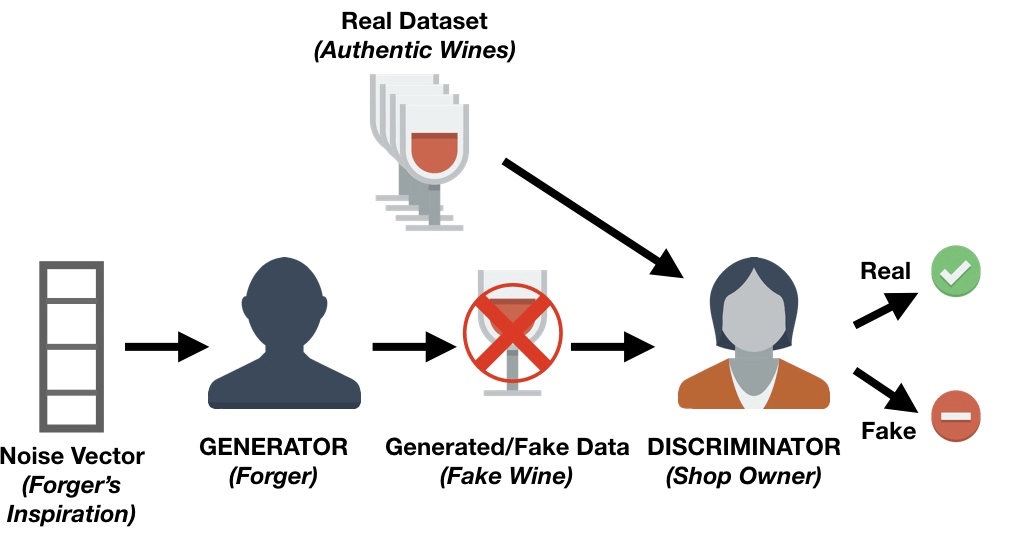 Real Dataset
(Authentic Wines)
Real
Fake
Noise Vector
(Forger’s
Inspiration)
GENERATOR
(Forger)
Generated/Fake Data
(Fake Wine)
DISCRIMINATOR
(Shop Owner)